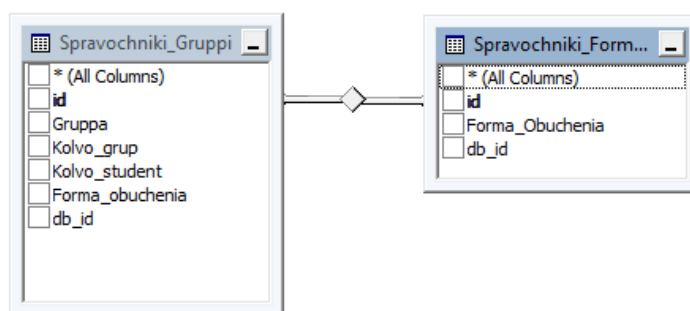 Spravochniki_Gruppi
* (All Columns)
id
Gruppa
Kolvo_grup
Kolvo_student
Forma_obuchenia
db_id
Spravochniki_Form...
* (All Columns)
id
Forma_Obuchenia
db_id